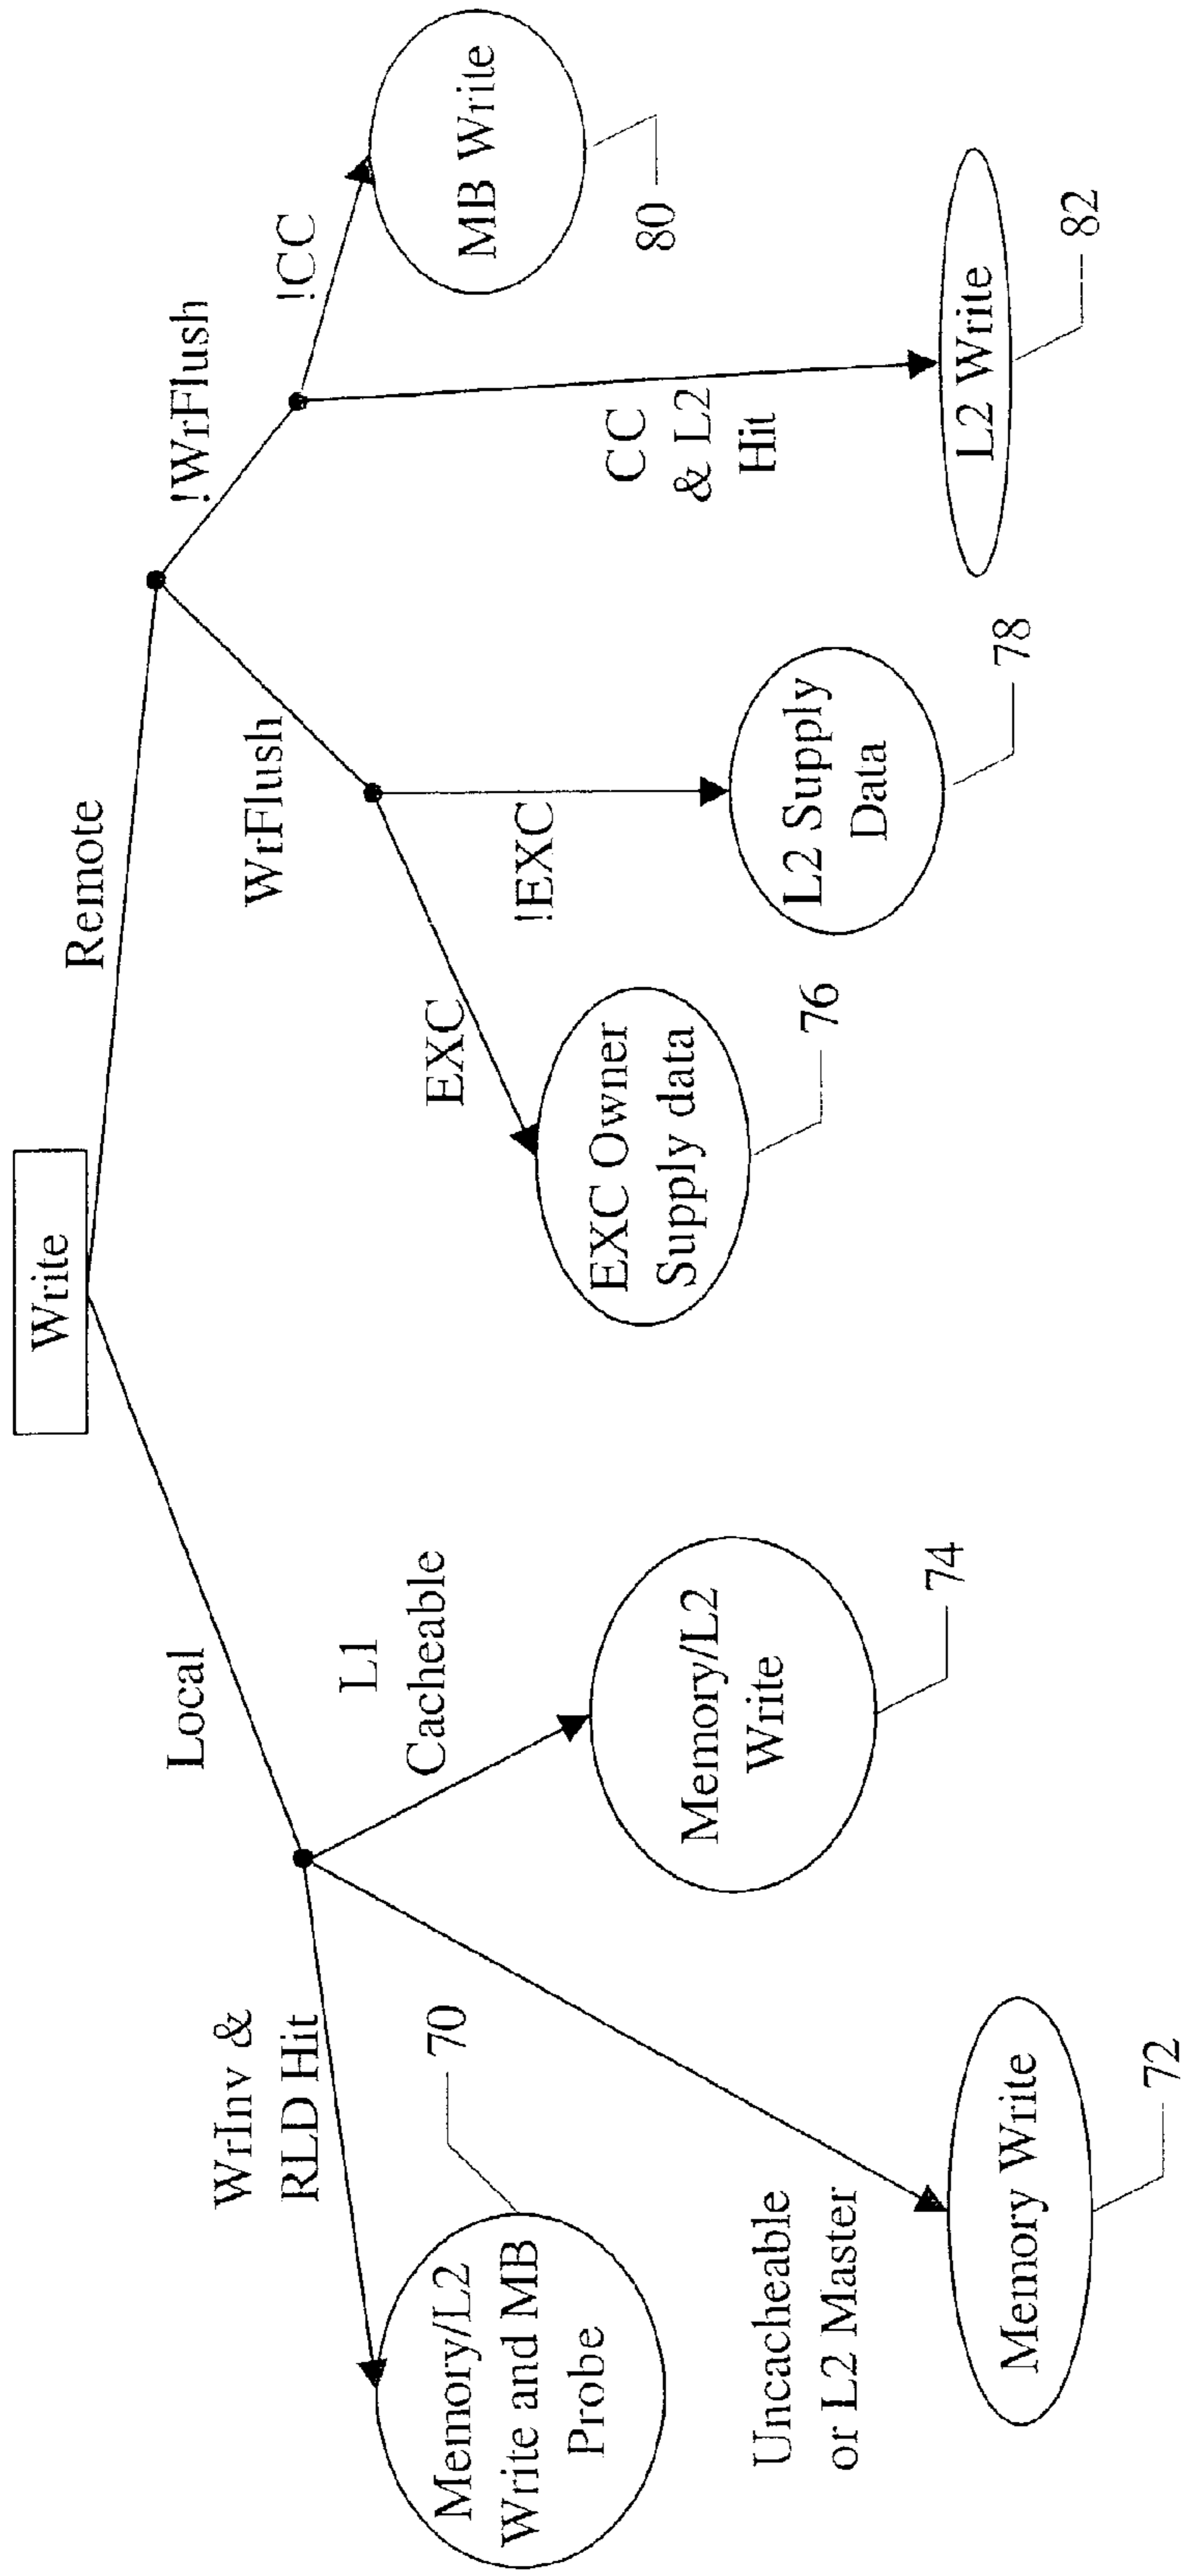 Write
Local
Remote
WrInv &
RLD Hit
L1
Cacheable
Uncacheable
or L2 Master
WrFlush
!WrFlush
EXC
!EXC
!CC
CC
& L2
Hit
Memory/L2
Write and MB
Probe
70
Memory Write
72
Memory/L2
Write
74
EXC Owner
Supply data
76
L2 Supply
Data
78
MB Write
80
L2 Write
82